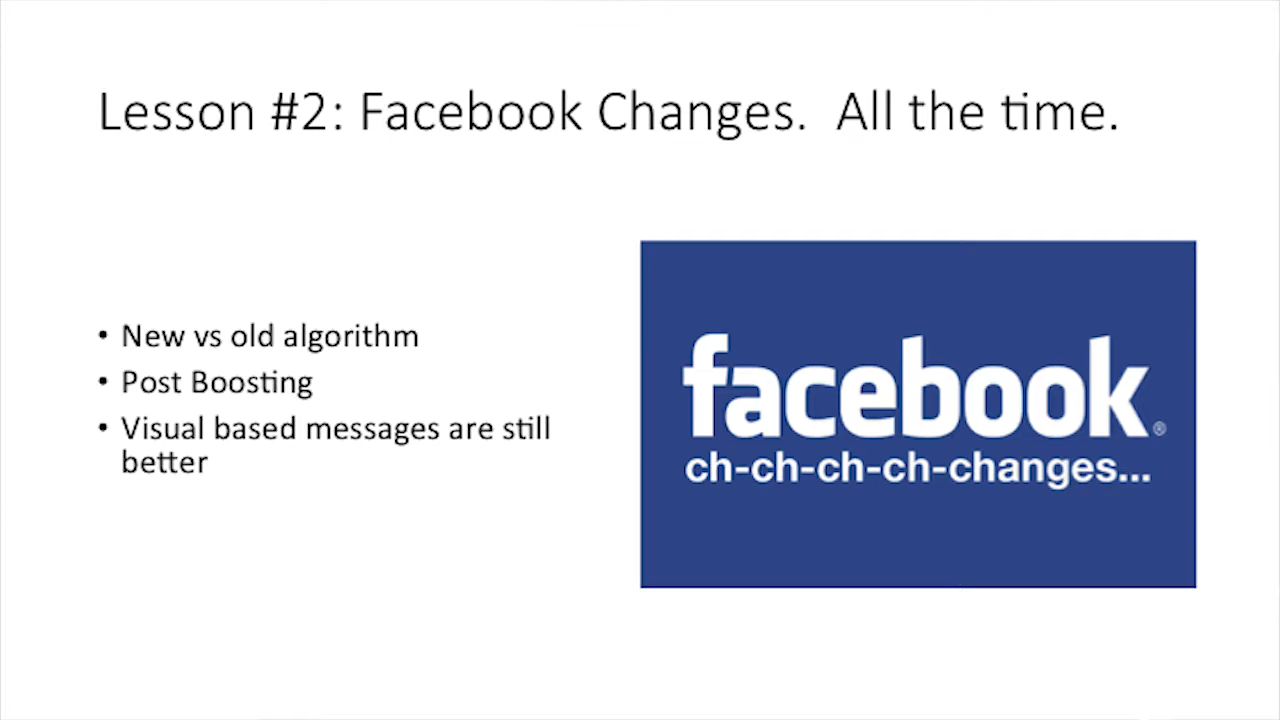 Lesson #2: Facebook Changes.  All the time.
• New vs old algorithm
• Post Boosting
• Visual based messages are still
better
facebook®
ch-ch-ch-ch-changes...